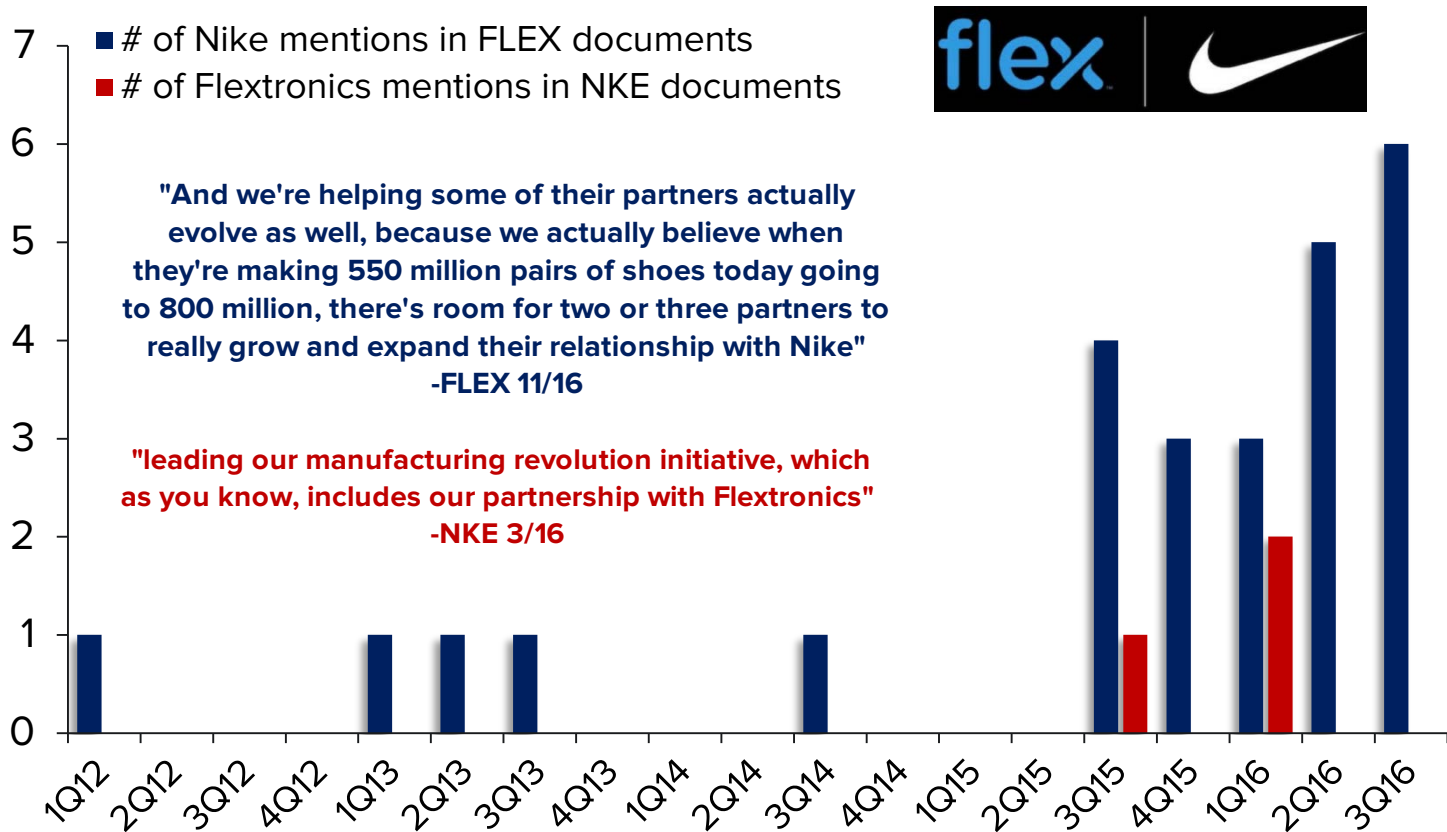 # of Nike mentions in FLEX documents
# of Flextronics mentions in NKE documents
flex
"And we're helping some of their partners actually
evolve as well, because we actually believe when
they're making 550 million pairs of shoes today going
to 800 million, there's room for two or three partners to
really grow and expand their relationship with Nike"
-FLEX 11/16
"leading our manufacturing revolution initiative, which
as you know, includes our partnership with Flextronics"
-NKE 3/16
7
6
5
4
3
2
1
0
1Q12 2Q12 3Q12 4Q12 1Q13 2Q13 3Q13 4Q13 1Q14 2Q14 3Q14 4Q14 1Q15 2Q15 3Q15 4Q15 1Q16 2Q16 3Q16